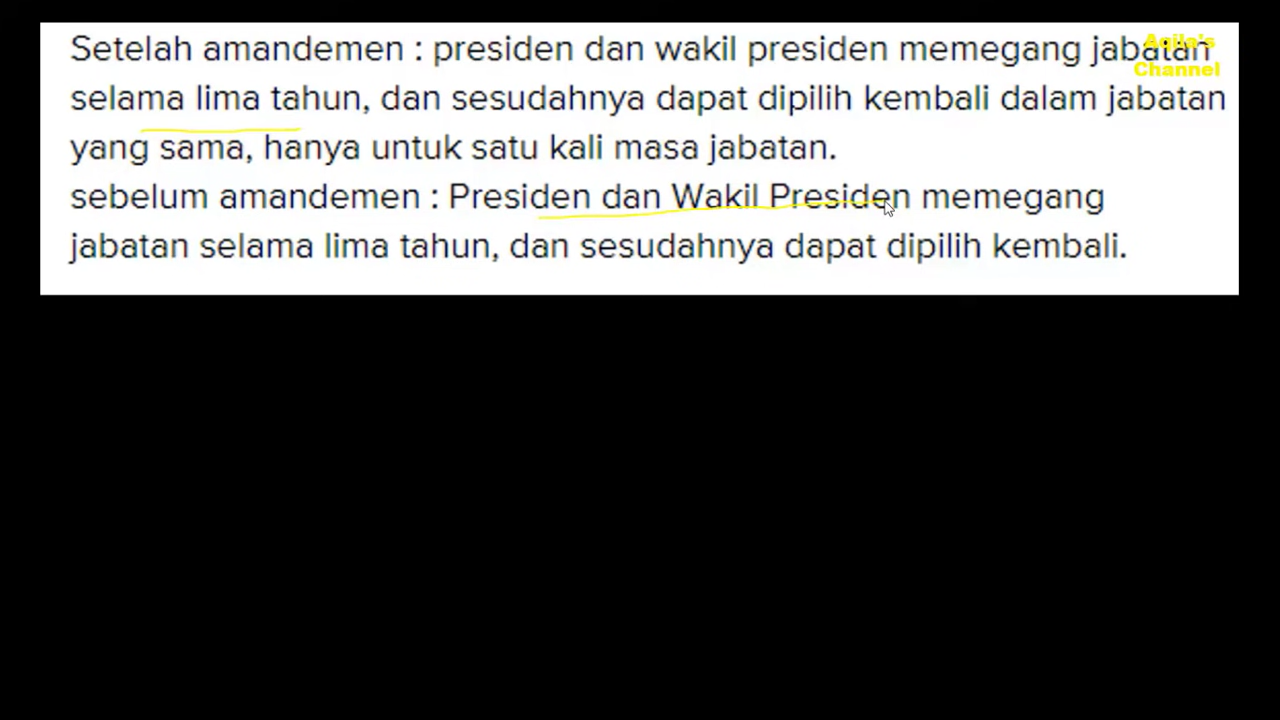 Setelah amandemen : presiden dan wakil presiden memegang jabatan
selama lima tahun, dan sesudahnya dapat dipilih kembali dalam jabatan
yang sama, hanya untuk satu kali masa jabatan.
sebelum amandemen : Presiden dan Wakil Presiden memegang
jabatan selama lima tahun, dan sesudahnya dapat dipilih kembali.
Aqila's
Channel